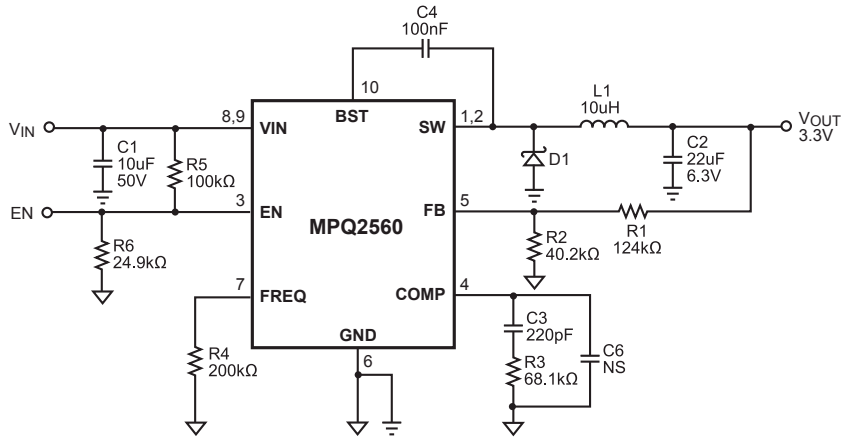 C4
100nF
10
L1
10uH
VIN
8,9
VIN
BST
SW
1,2
VOUT
3.3V
C1
10uF
50V
R5
100kΩ
D1
C2
22uF
6.3V
EN
3
EN
MPQ2560
FB
5
R1
124kΩ
R6
24.9kΩ
R2
40.2kΩ
7
FREQ
COMP
4
GND
6
R4
200kΩ
C3
220pF
R3
68.1kΩ
C6
NS